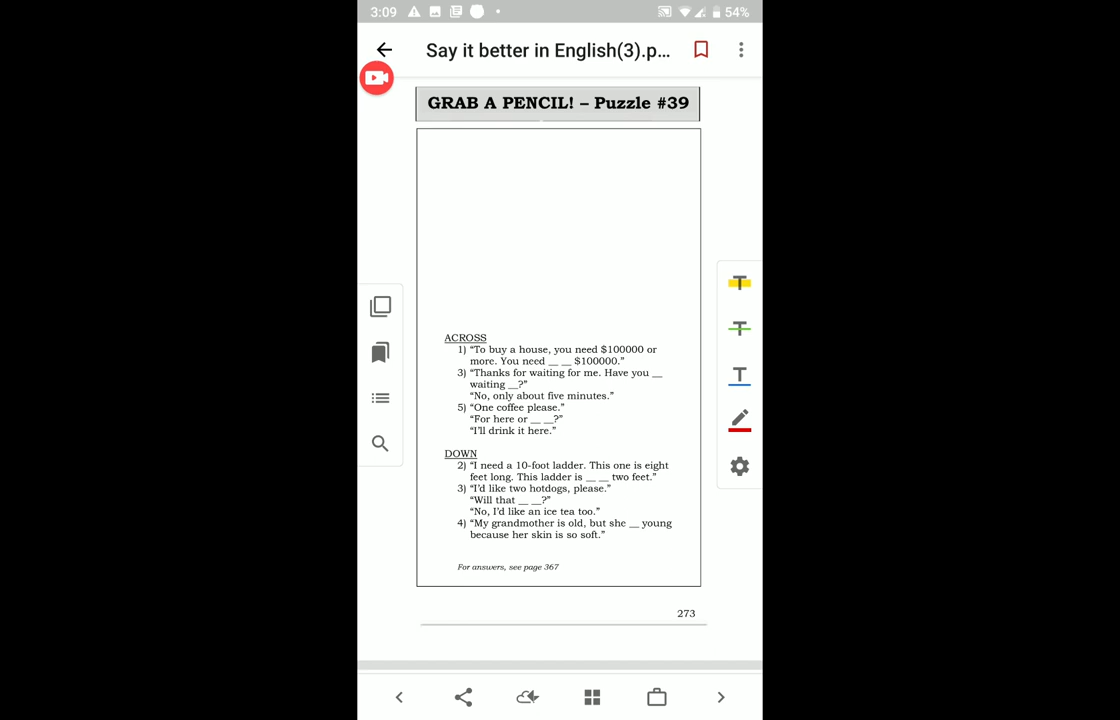 3:09
54%
Say it better in English(3).p...
GRAB A PENCIL! – Puzzle #39
ACROSS
1) “To buy a house, you need $100000 or
more. You need __ __ $100000.”
3) “Thanks for waiting for me. Have you __
waiting __?”
“No, only about five minutes.”
5) “One coffee please.”
“For here or __ __?”
“I’ll drink it here.”
DOWN
2) “I need a 10-foot ladder. This one is eight
feet long. This ladder is __ __ two feet.”
3) “I’d like two hotdogs, please.”
“Will that __ __?”
“No, I’d like an ice tea too.”
4) “My grandmother is old, but she __ young
because her skin is so soft.”
For answers, see page 367
273